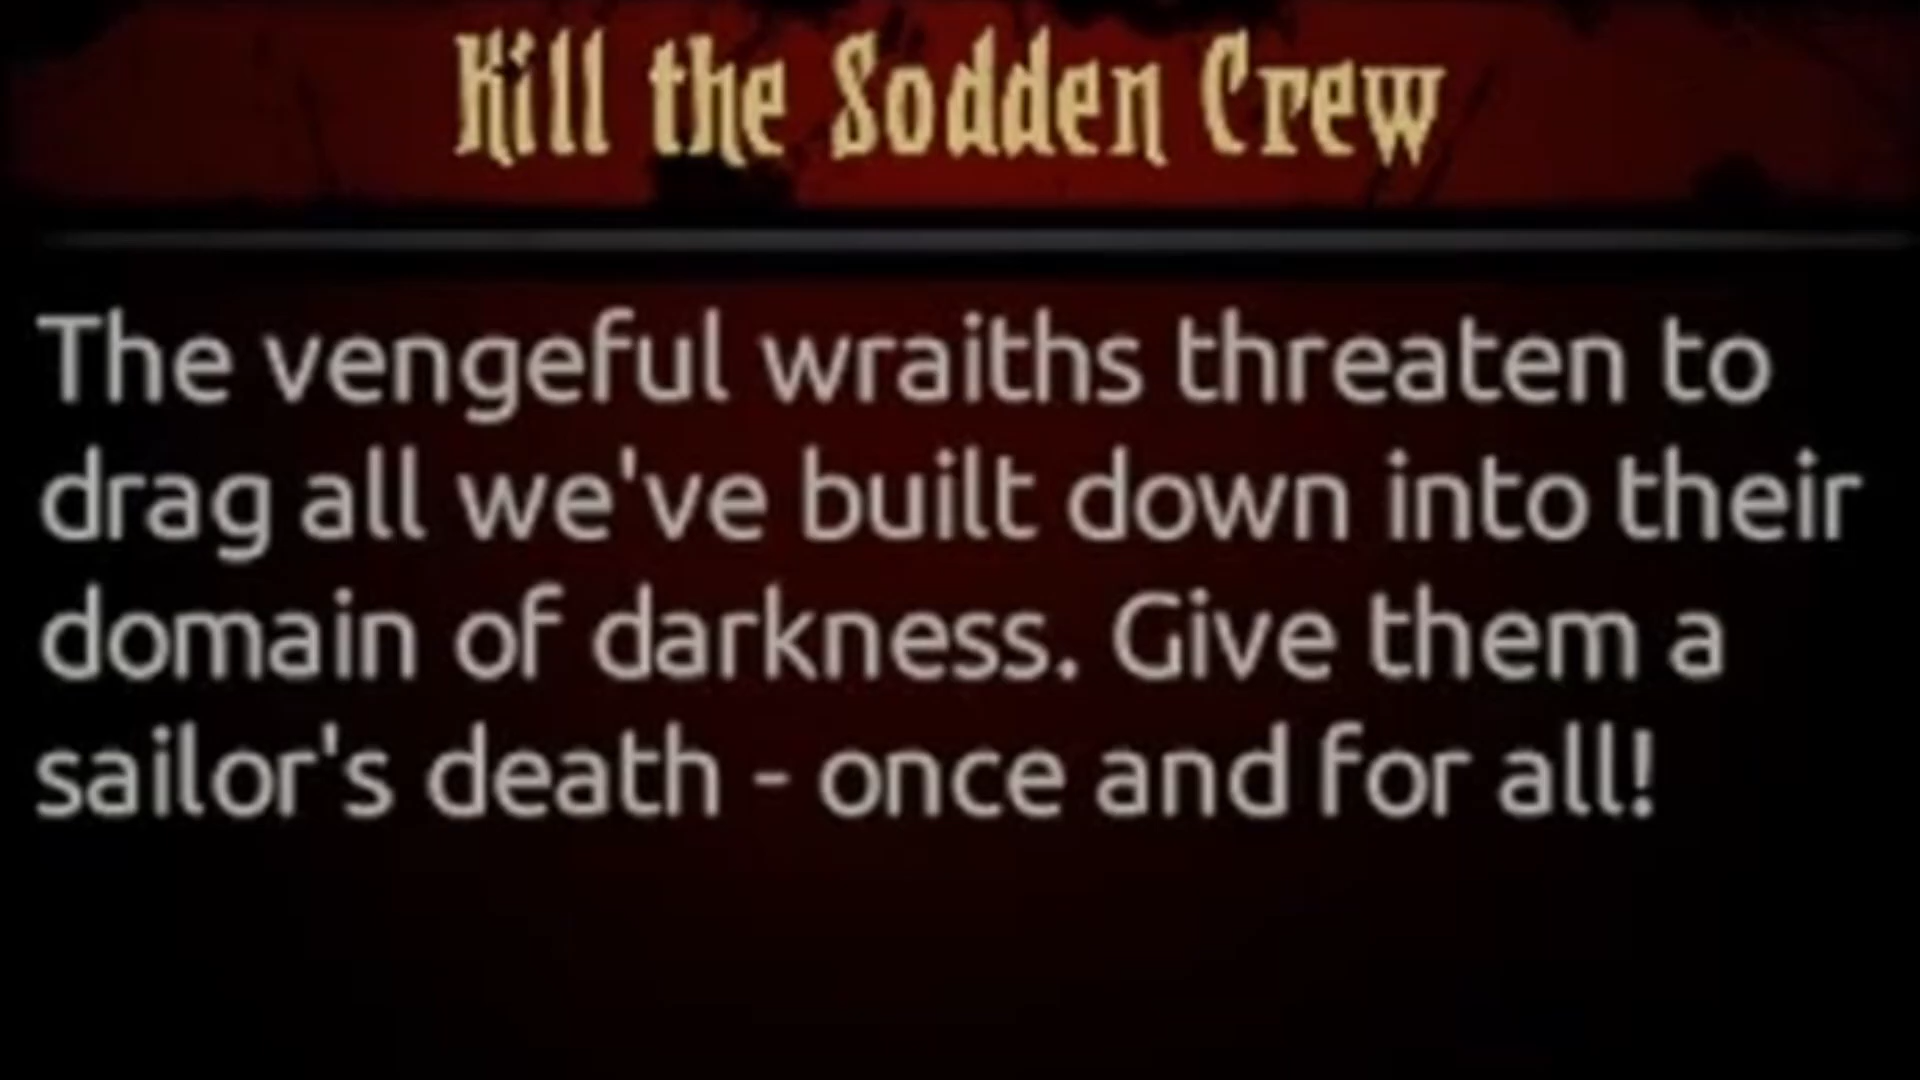 Kill the Sodden Crew
The vengeful wraiths threaten to
drag all we've built down into their
domain of darkness. Give them a
sailor's death - once and for all!